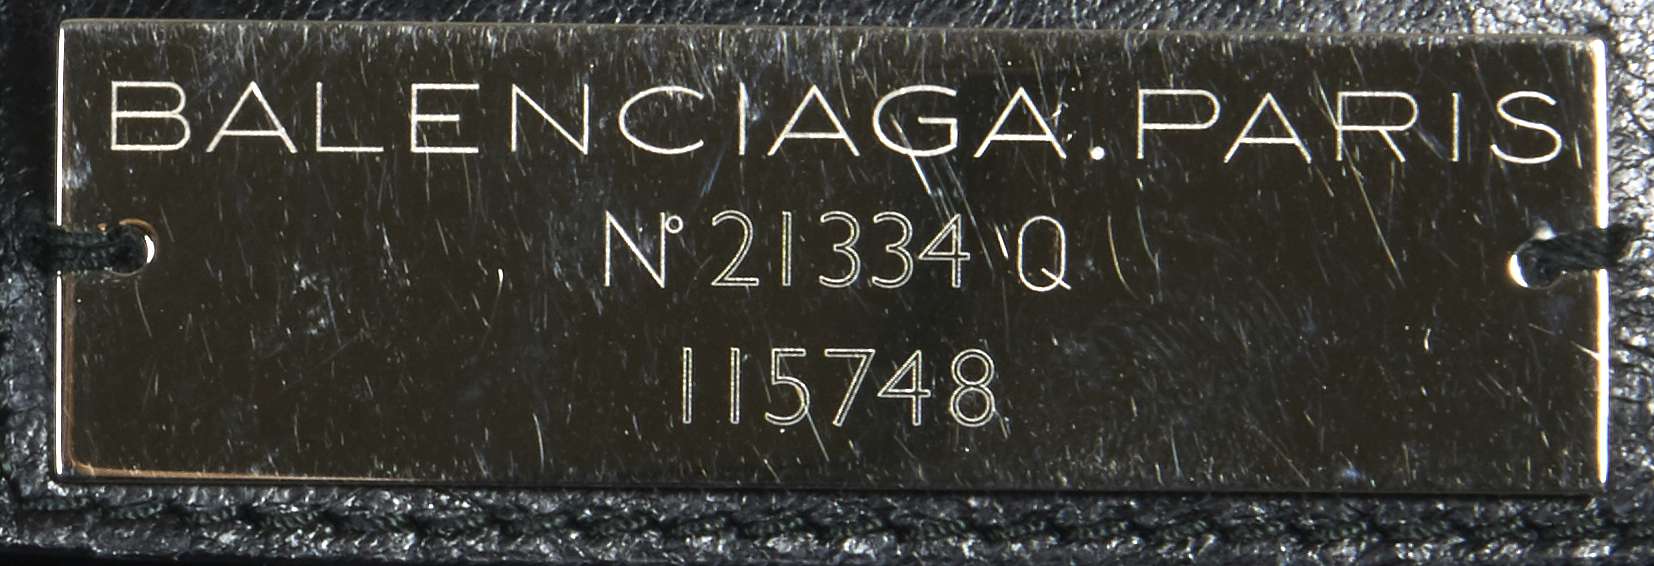 BALENCIAGA.PARIS
N° 21334 Q
115748